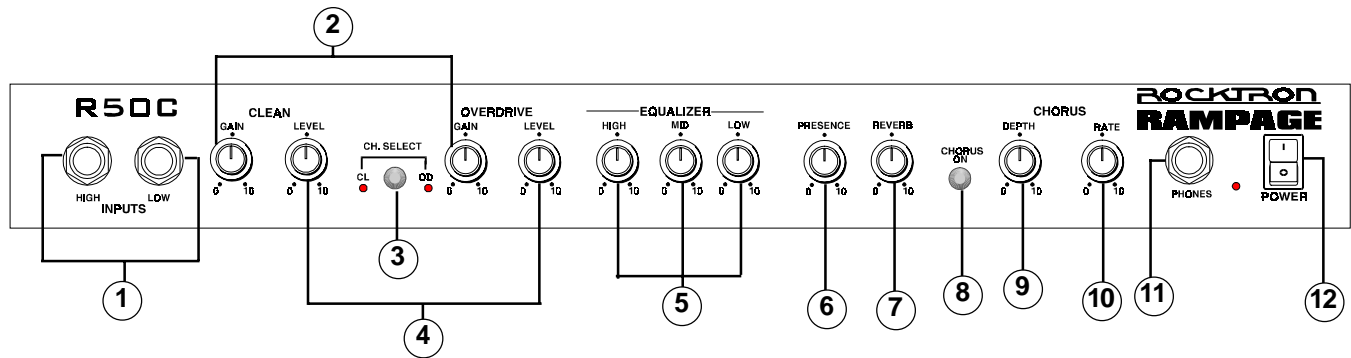 2
R50C
CLEAN
OVERDRIVE
EQUALIZER
CHORUS
ROCKTRON
RAMPAGE
GAIN
LEVEL
GAIN
LEVEL
HIGH
MID
LOW
PRESENCE
REVERB
DEPTH
RATE
CH. SELECT
CL
OD
CHORUS
ON
0 10
0 10
0 10
0 10
0 10
0 10
0 10
0 10
0 10
0 10
0 10
HIGH
LOW
INPUTS
PHONES
POWER
1
3
4
5
6
7
8
9
10
11
12